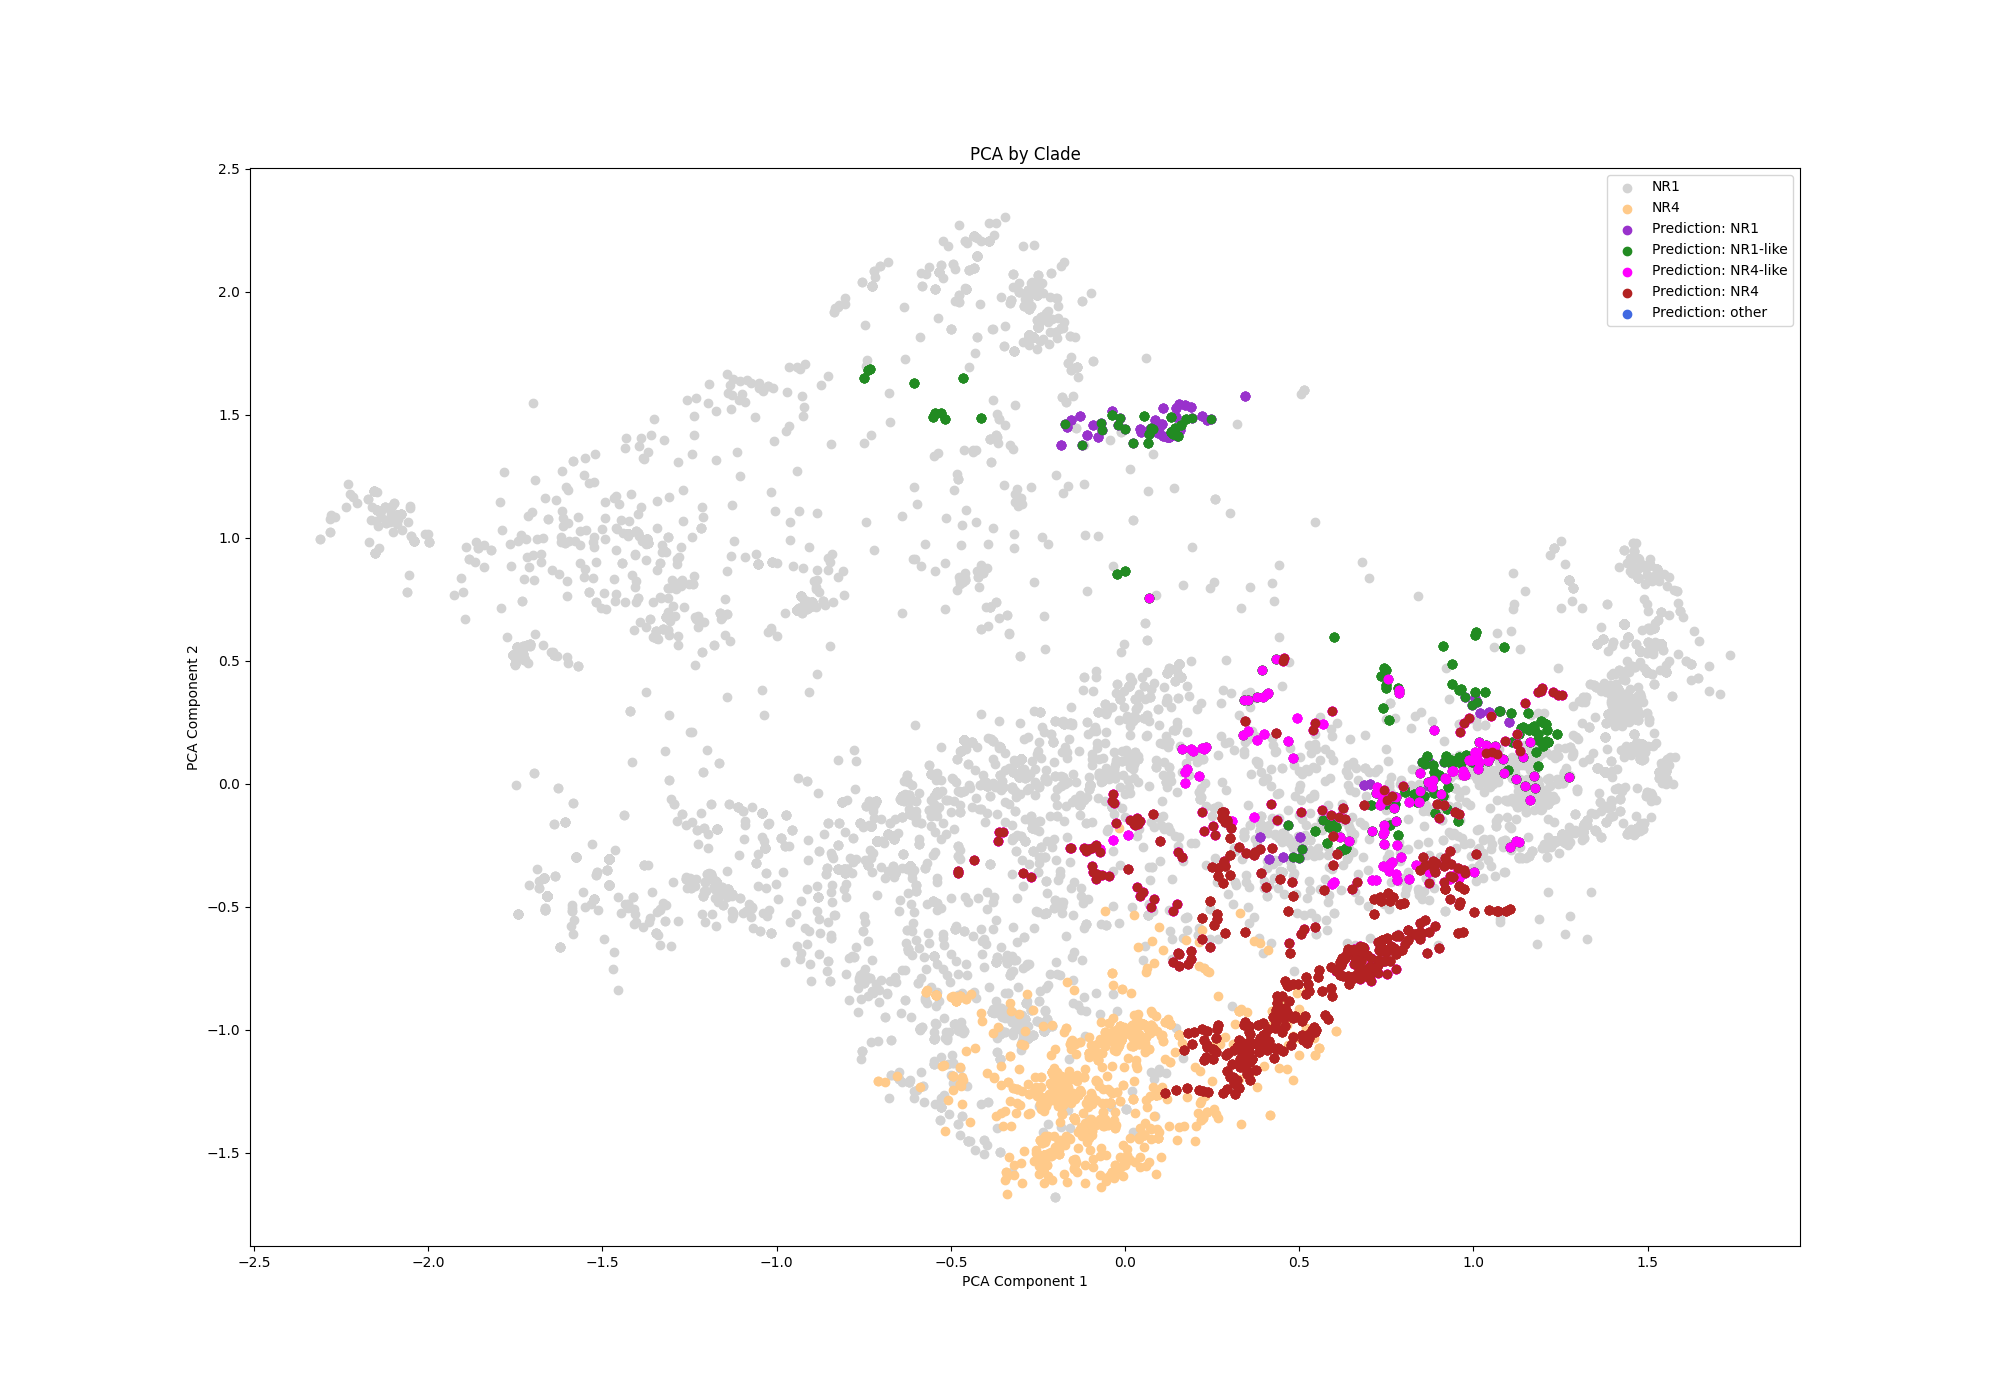 PCA by Clade
2.5
2.0
1.5
1.0
0.5
0.0
−0.5
−1.0
−1.5
PCA Component 2
NR1
NR4
Prediction: NR1
Prediction: NR1-like
Prediction: NR4-like
Prediction: NR4
Prediction: other
−2.5 −2.0 −1.5 −1.0 −0.5 0.0 0.5 1.0 1.5
PCA Component 1